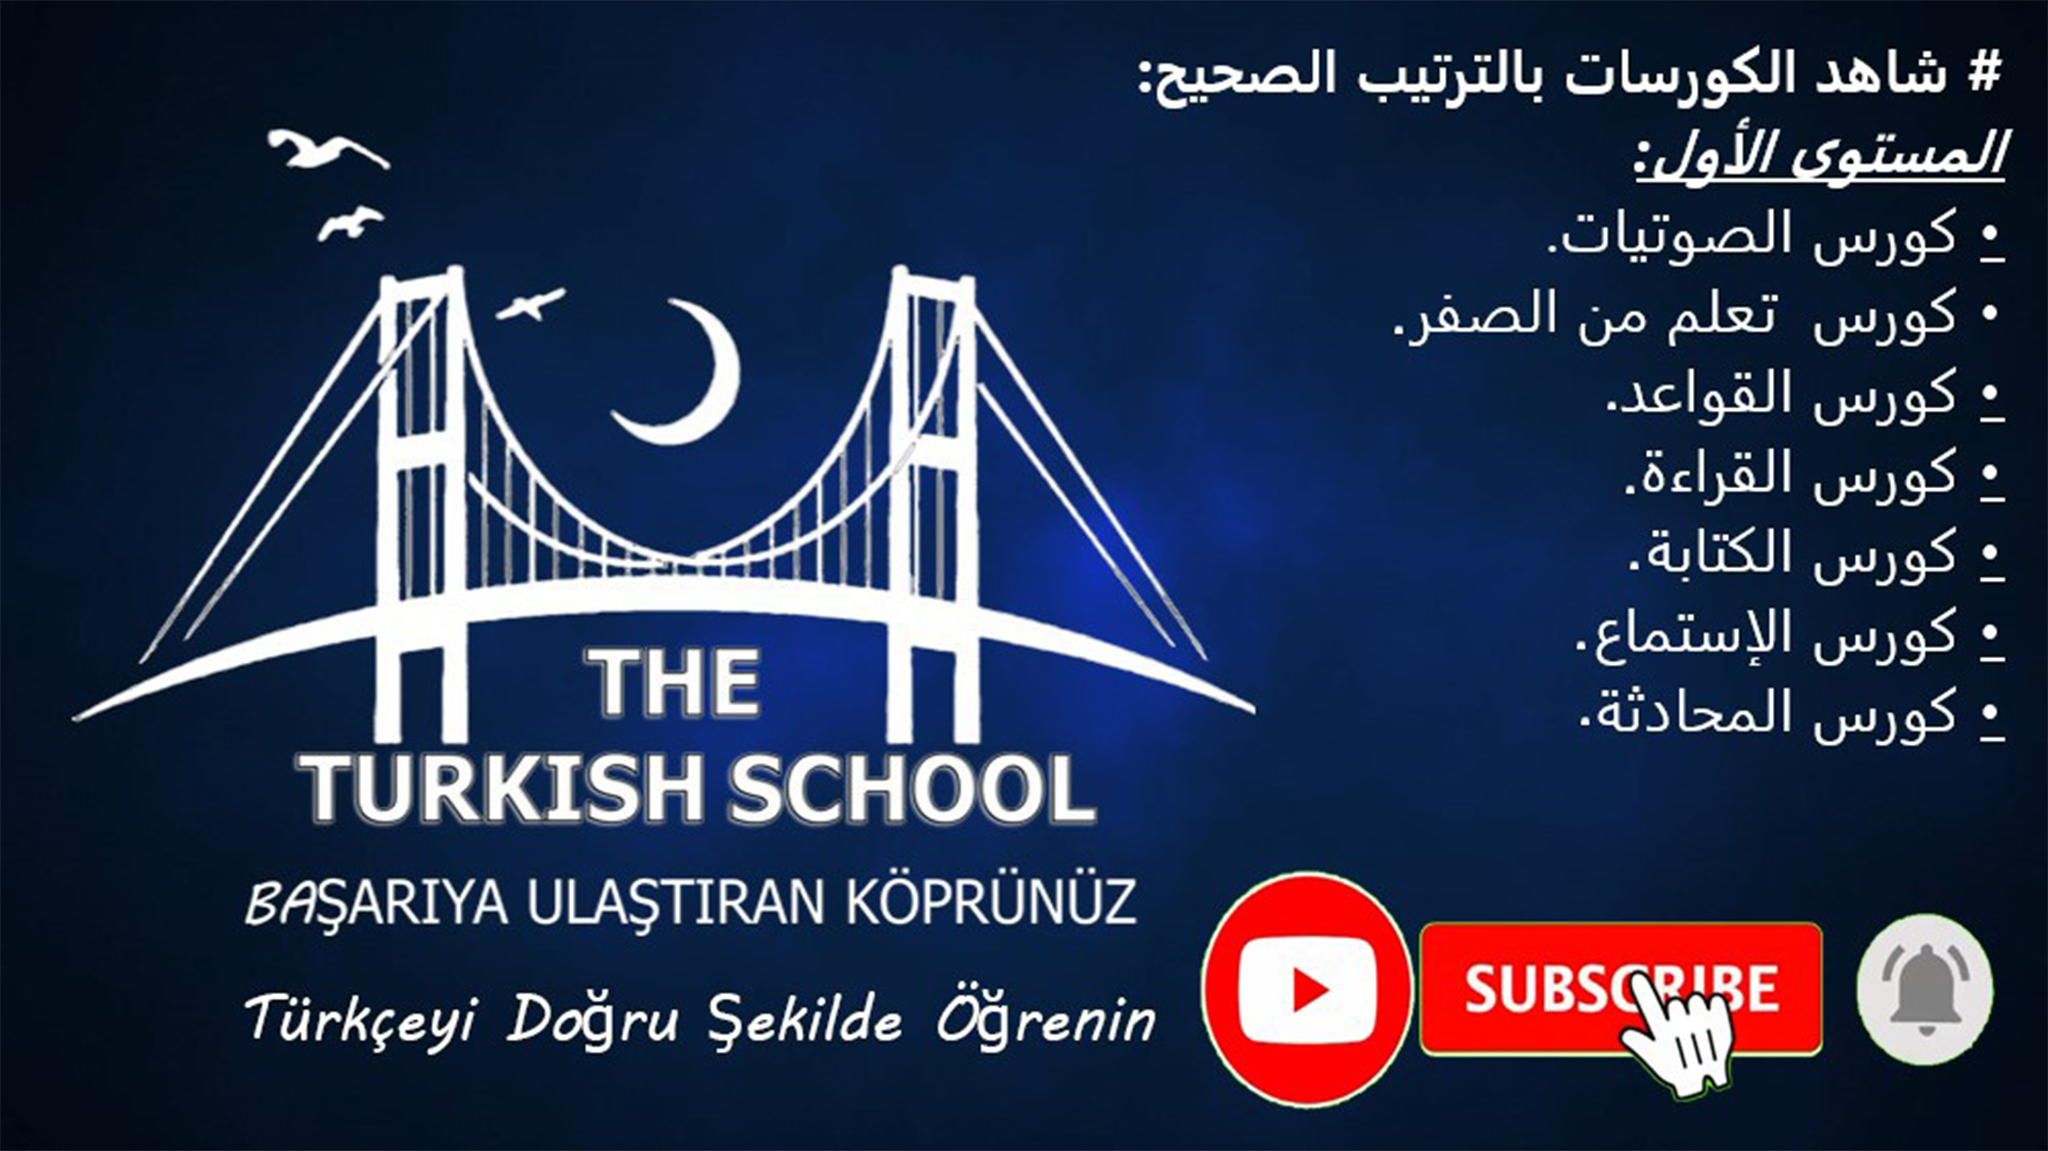 # شاهد الكورسات بالترتيب الصحيح:
المستوى الأول:
• كورس الصوتيات.
• كورس تعلم من الصفر.
• كورس القواعد.
• كورس القراءة.
• كورس الكتابة.
• كورس الإستماع.
• كورس المحادثة.
THE
TURKISH SCHOOL
BAŞARIYA ULAŞTIRAN KÖPRÜNÜZ
Türkçeyi Doğru Şekilde Öğrenin
SUBSCRIBE